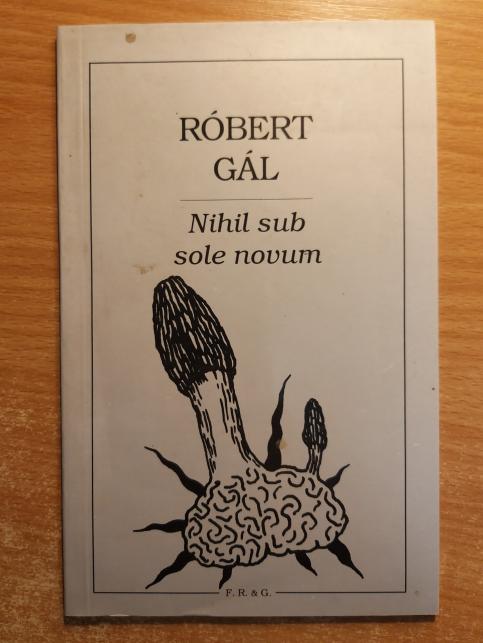 RÓBERT
GÁL
Nihil sub
sole novum
F. R. & G.